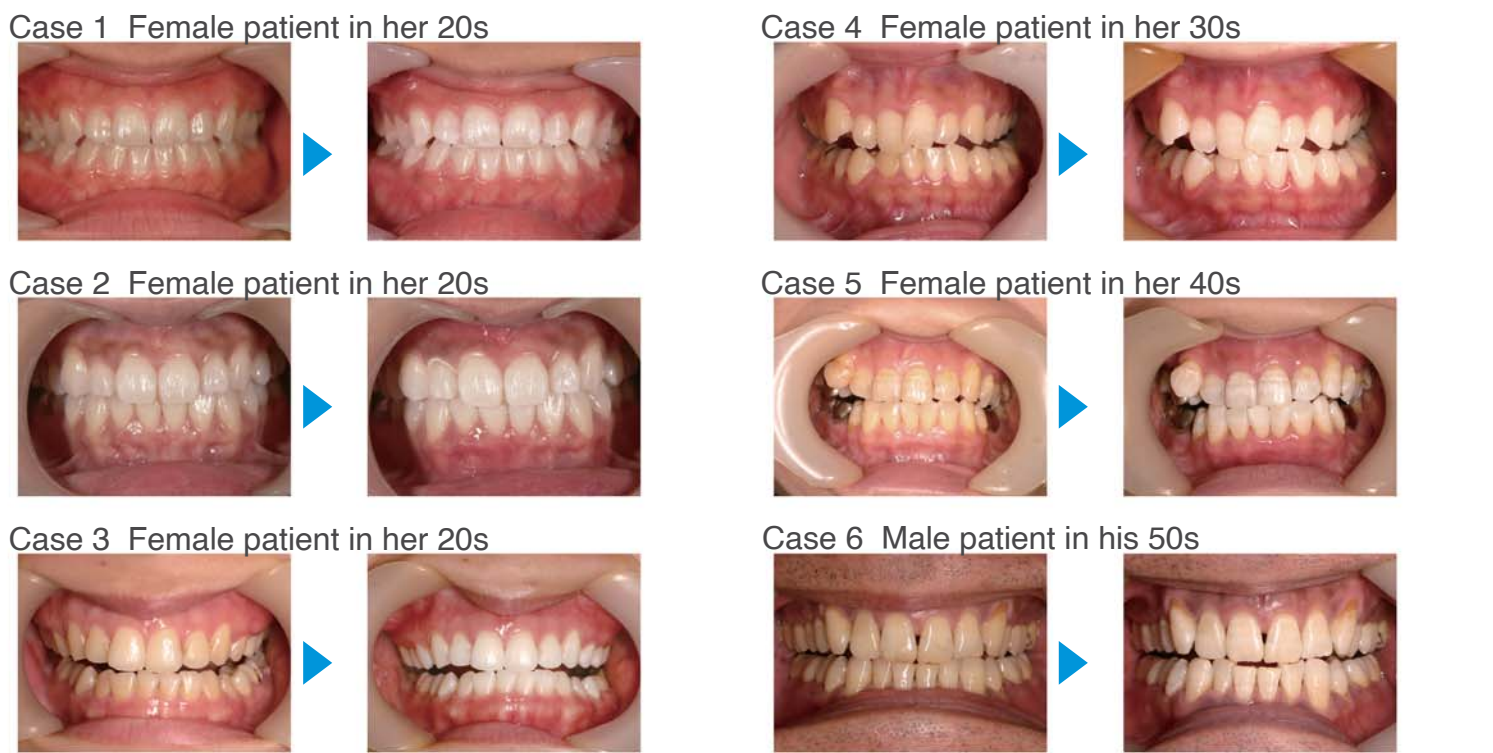 Case 1  Female patient in her 20s
Case 4  Female patient in her 30s
Case 2  Female patient in her 20s
Case 5  Female patient in her 40s
Case 3  Female patient in her 20s
Case 6  Male patient in his 50s